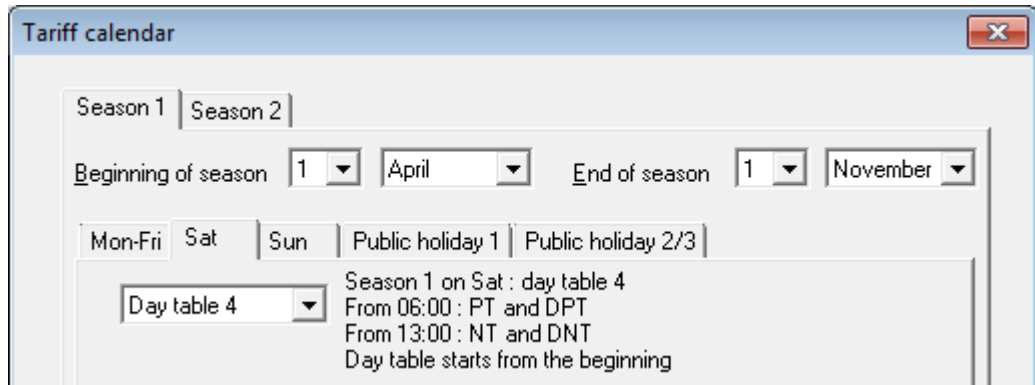 Tariff calendar
Season 1 Season 2
Beginning of season 1 April End of season 1 November
Mon-Fri Sat Sun Public holiday 1 Public holiday 2/3
Day table 4
Season 1 on Sat : day table 4
From 06:00 : PT and DPT
From 13:00 : NT and DNT
Day table starts from the beginning